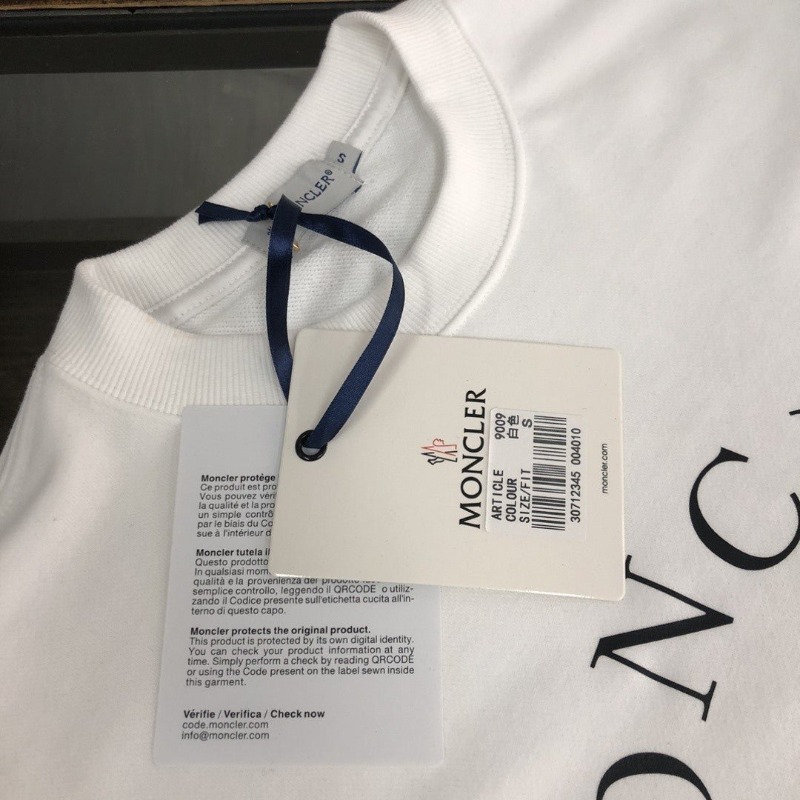 S
MONCLER®
Moncler protège
Ce produit est pro
Vous pouvez véri
la qualité et la pro
un simple contrô
par le biais du Co
sue à l'intérieur d
Moncler tutela il
Questo prodotto
In qualsiasi mom
qualità e la provenienza del prodotto
semplice controllo, leggendo il QRCODE o utiliz-
zando il Codice presente sull'etichetta cucita all'in-
terno di questo capo.
Moncler protects the original product.
This product is protected by its own digital identity.
You can check your product information at any
time. Simply perform a check by reading QRCODE
or using the Code present on the label sewn inside
this garment.
Vérifie / Verifica / Check now
code.moncler.com
info@moncler.com
MONCLER
ARTICLE 9009
COLOUR 白色
SIZE/FIT S
30712345 004010
moncler.com
ONC